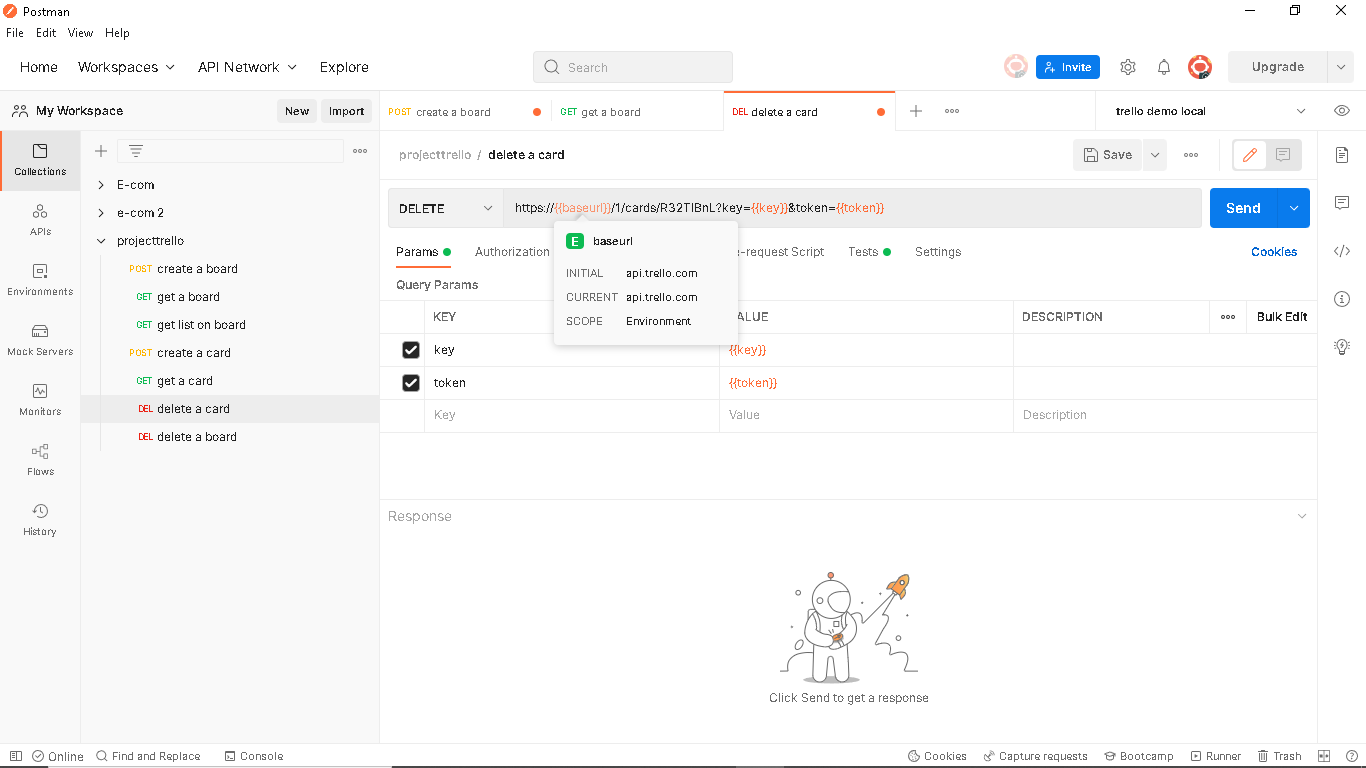 Postman
File Edit View Help
Home Workspaces API Network Explore Search Invite Upgrade
My Workspace New Import
POST create a board GET get a board DEL delete a card trello demo local
projecttrello / delete a card Save
Collections
APIs
Environments
Mock Servers
Monitors
Flows
History
E-com
e-com 2
projecttrello
POST create a board
GET get a board
GET get list on board
POST create a card
GET get a card
DEL delete a card
DEL delete a board
DELETE https://{{baseurl}}/1/cards/R32TIBnL?key={{key}}&token={{token}} Send
Params Authorization e-request Script Tests Settings Cookies
E baseurl
INITIAL api.trello.com
CURRENT api.trello.com
SCOPE Environment
Query Params
KEY ALUE DESCRIPTION Bulk Edit
key {{key}}
token {{token}}
Key Value Description
Response
Click Send to get a response
Online Find and Replace Console Cookies Capture requests Bootcamp Runner Trash